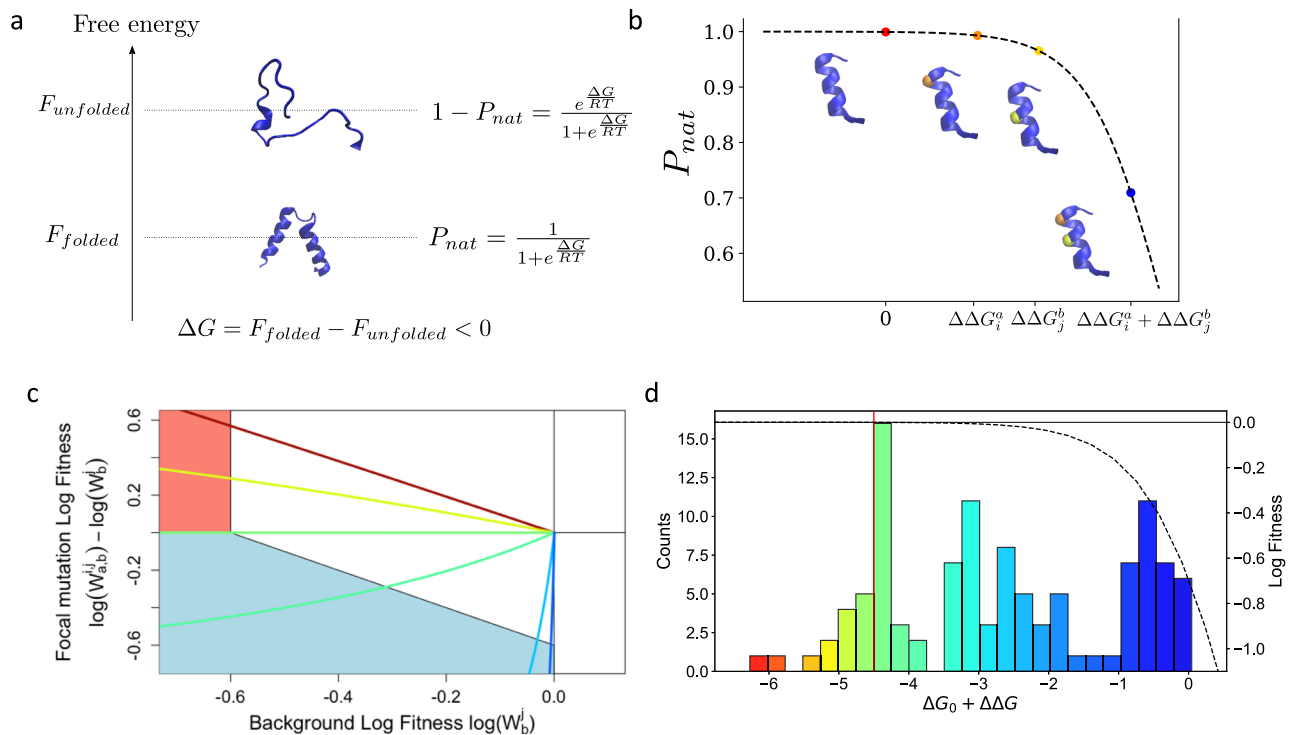 a
Free energy
F_unfolded
1 − P_nat = e^(ΔG/RT) / (1+e^(ΔG/RT))
F_folded
P_nat = 1 / (1+e^(ΔG/RT))
ΔG = F_folded − F_unfolded < 0
b
P_nat
1.0
0.9
0.8
0.7
0.6
0 ΔΔG_i^a ΔΔG_j^b ΔΔG_i^a + ΔΔG_j^b
c
Focal mutation Log Fitness
log(W_{a,b}^{i,j}) − log(W_b^j)
0.6
0.2
-0.2
-0.6
-0.6 -0.4 -0.2 0.0
Background Log Fitness log(W_b^j)
d
Counts
15.0
12.5
10.0
7.5
5.0
2.5
0.0
−6 −5 −4 −3 −2 −1 0
ΔG_0 + ΔΔG
0.0
−0.2
−0.4
−0.6
−0.8
−1.0
Log Fitness